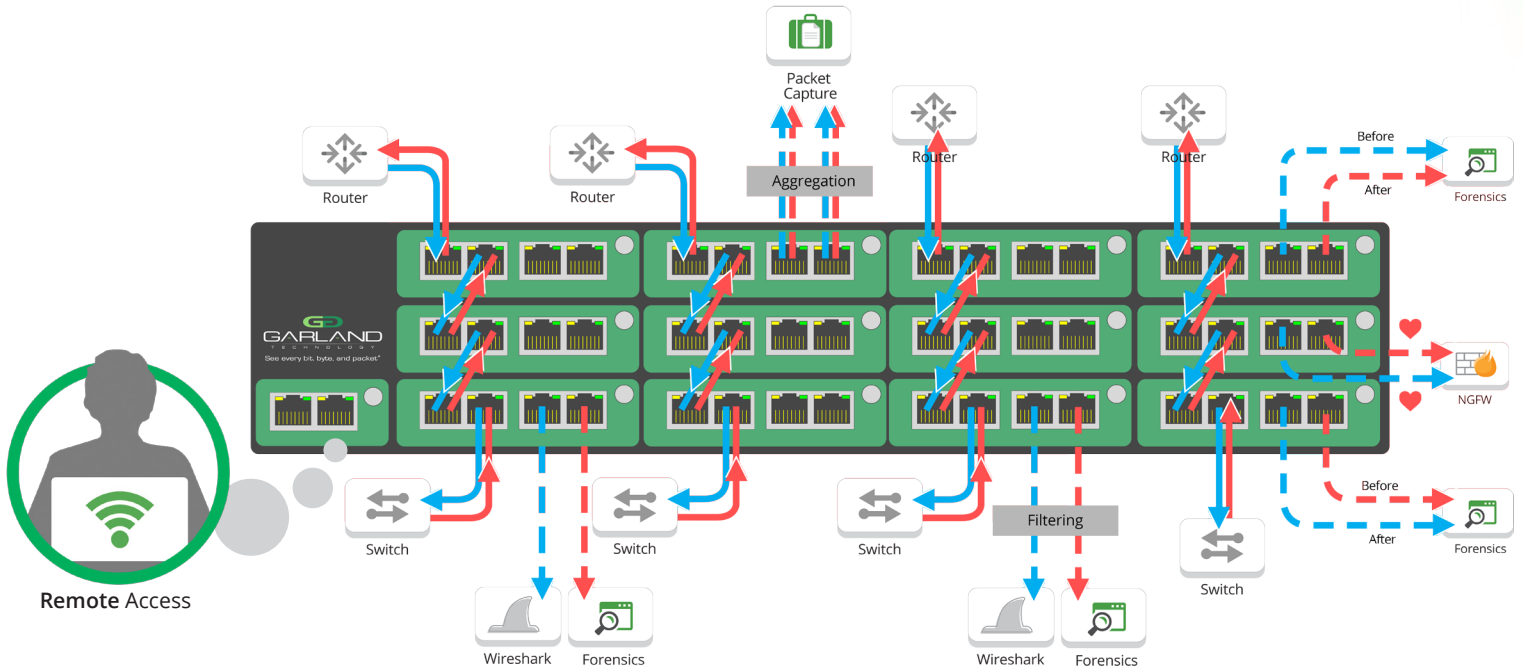 Packet
Capture
Router
Router
Router
Router
Aggregation
Before
After
Forensics
GARLAND
TECHNOLOGY
See every bit, byte, and packet®
NGFW
Remote Access
Switch
Switch
Switch
Switch
Filtering
Before
After
Forensics
Wireshark
Forensics
Wireshark
Forensics